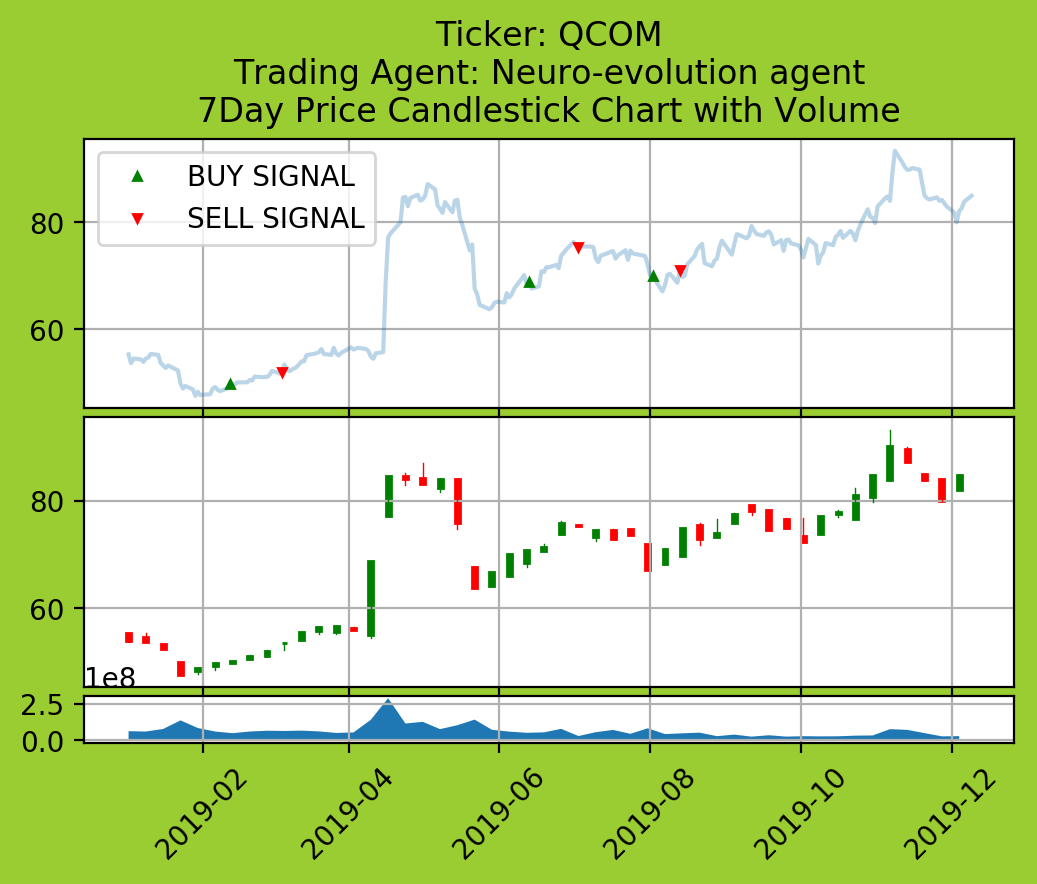 Ticker: QCOM
Trading Agent: Neuro-evolution agent
7Day Price Candlestick Chart with Volume
BUY SIGNAL
SELL SIGNAL
80
60
80
60
1e8
2.5
0.0
2019-02
2019-04
2019-06
2019-08
2019-10
2019-12